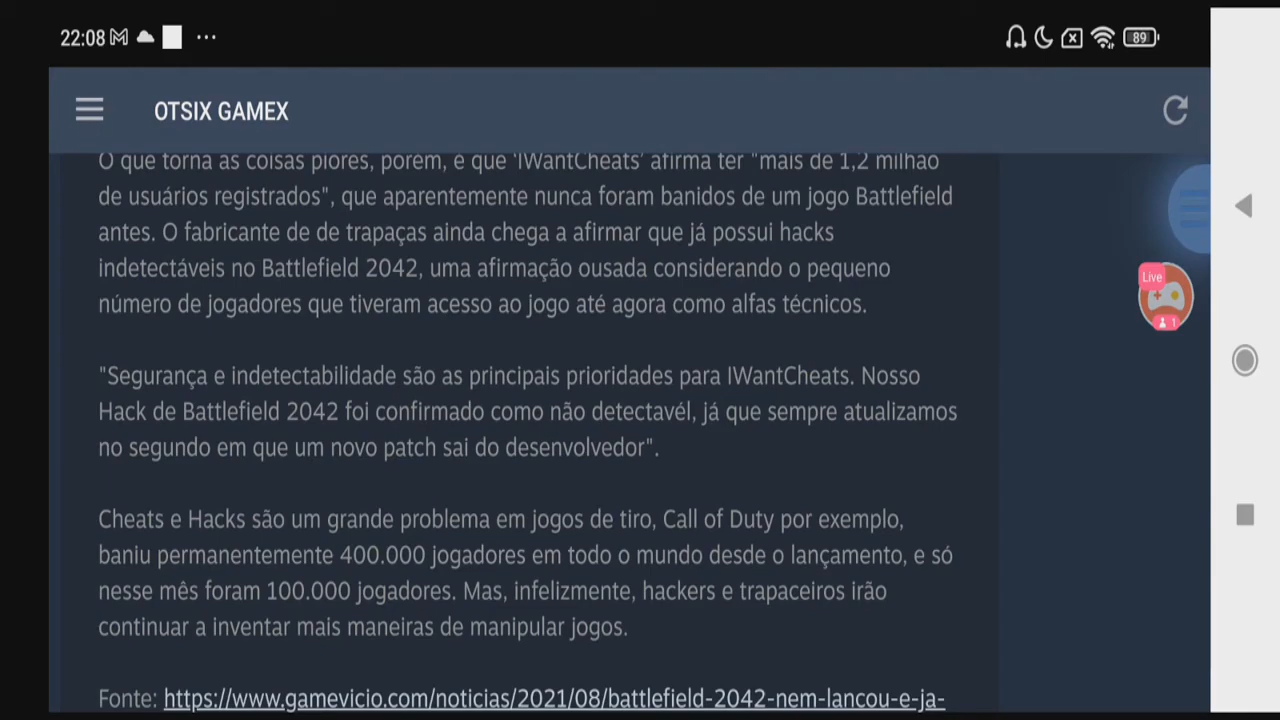 22:08
89
OTSIX GAMEX
O que torna as coisas piores, porém, é que 'IWantCheats' afirma ter "mais de 1,2 milhão
de usuários registrados", que aparentemente nunca foram banidos de um jogo Battlefield
antes. O fabricante de de trapaças ainda chega a afirmar que já possui hacks
indetectáveis no Battlefield 2042, uma afirmação ousada considerando o pequeno
número de jogadores que tiveram acesso ao jogo até agora como alfas técnicos.
Live
1
"Segurança e indetectabilidade são as principais prioridades para IWantCheats. Nosso
Hack de Battlefield 2042 foi confirmado como não detectavél, já que sempre atualizamos
no segundo em que um novo patch sai do desenvolvedor".
Cheats e Hacks são um grande problema em jogos de tiro, Call of Duty por exemplo,
baniu permanentemente 400.000 jogadores em todo o mundo desde o lançamento, e só
nesse mês foram 100.000 jogadores. Mas, infelizmente, hackers e trapaceiros irão
continuar a inventar mais maneiras de manipular jogos.
Fonte: https://www.gamevicio.com/noticias/2021/08/battlefield-2042-nem-lancou-e-ja-